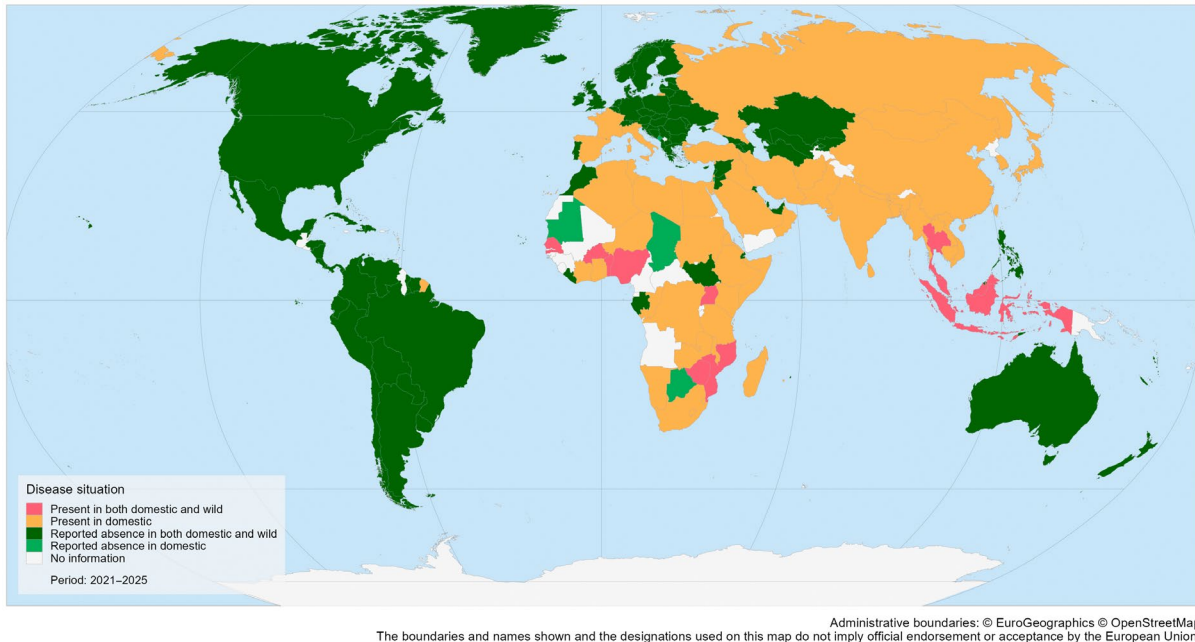 Disease situation
Present in both domestic and wild
Present in domestic
Reported absence in both domestic and wild
Reported absence in domestic
No information
Period: 2021–2025
Administrative boundaries: © EuroGeographics © OpenStreetMap
The boundaries and names shown and the designations used on this map do not imply official endorsement or acceptance by the European Union